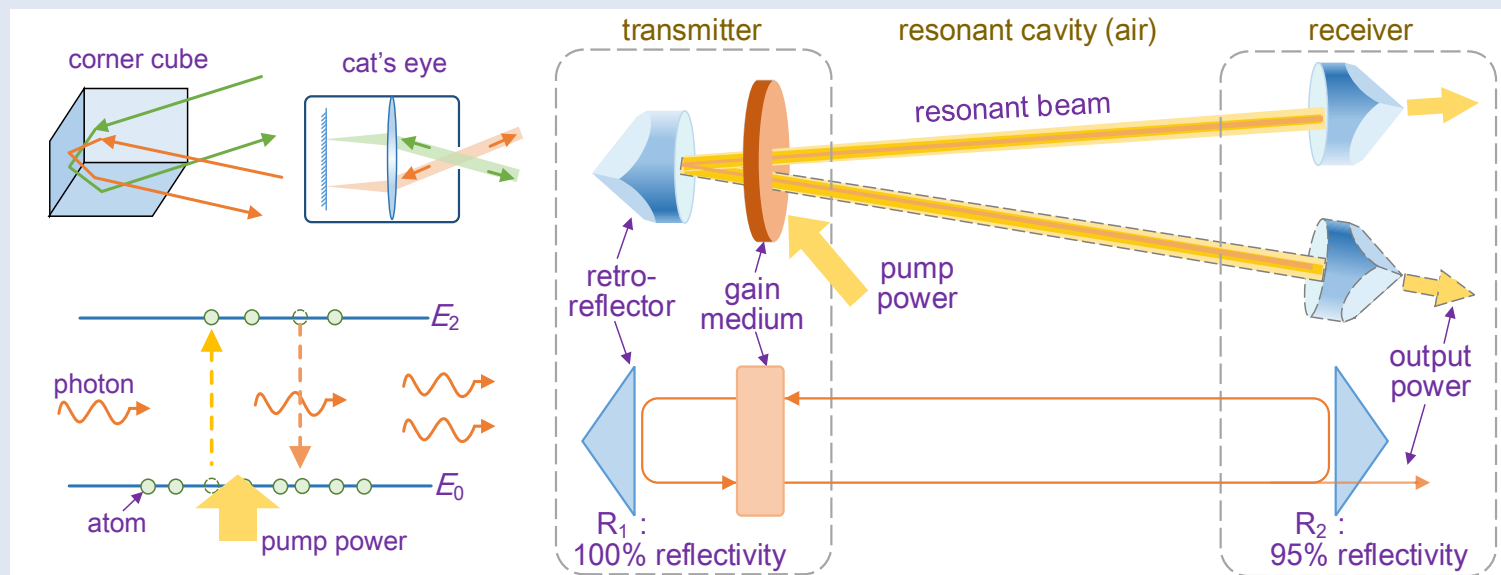 transmitter
resonant cavity (air)
receiver
corner cube
cat's eye
resonant beam
retro-
reflector
gain
medium
pump
power
E2
photon
output
power
E0
atom
pump power
R1 :
100% reflectivity
R2 :
95% reflectivity